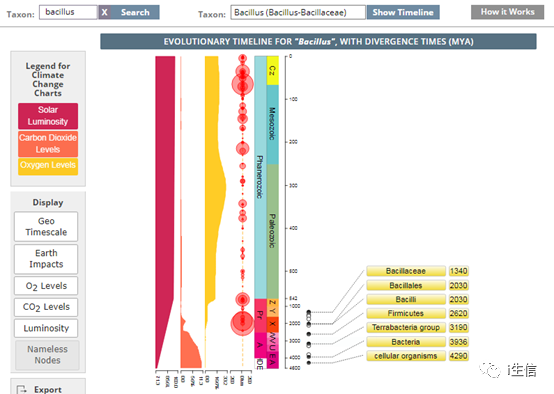 Taxon:
bacillus
X
Search
Taxon:
Bacillus (Bacillus-Bacillaceae)
Show Timeline
How it Works
EVOLUTIONARY TIMELINE FOR "Bacillus", WITH DIVERGENCE TIMES (MYA)
Legend for
Climate
Change
Charts
Solar
Luminosity
Carbon Dioxide
Levels
Oxygen Levels
Display
Geo
Timescale
Earth
Impacts
O2 Levels
CO2 Levels
Luminosity
Nameless
Nodes
Export
Phanerozoic
Pr
A
Cz
Mesozoic
Paleozoic
Z
Y
X
0
100
200
300
400
500
542
1000
2000
3000
4000
4600
Bacillaceae 1340
Bacillales 2030
Bacilli 2030
Firmicutes 2620
Terrabacteria group 3190
Bacteria 3936
cellular organisms 4290
i生信